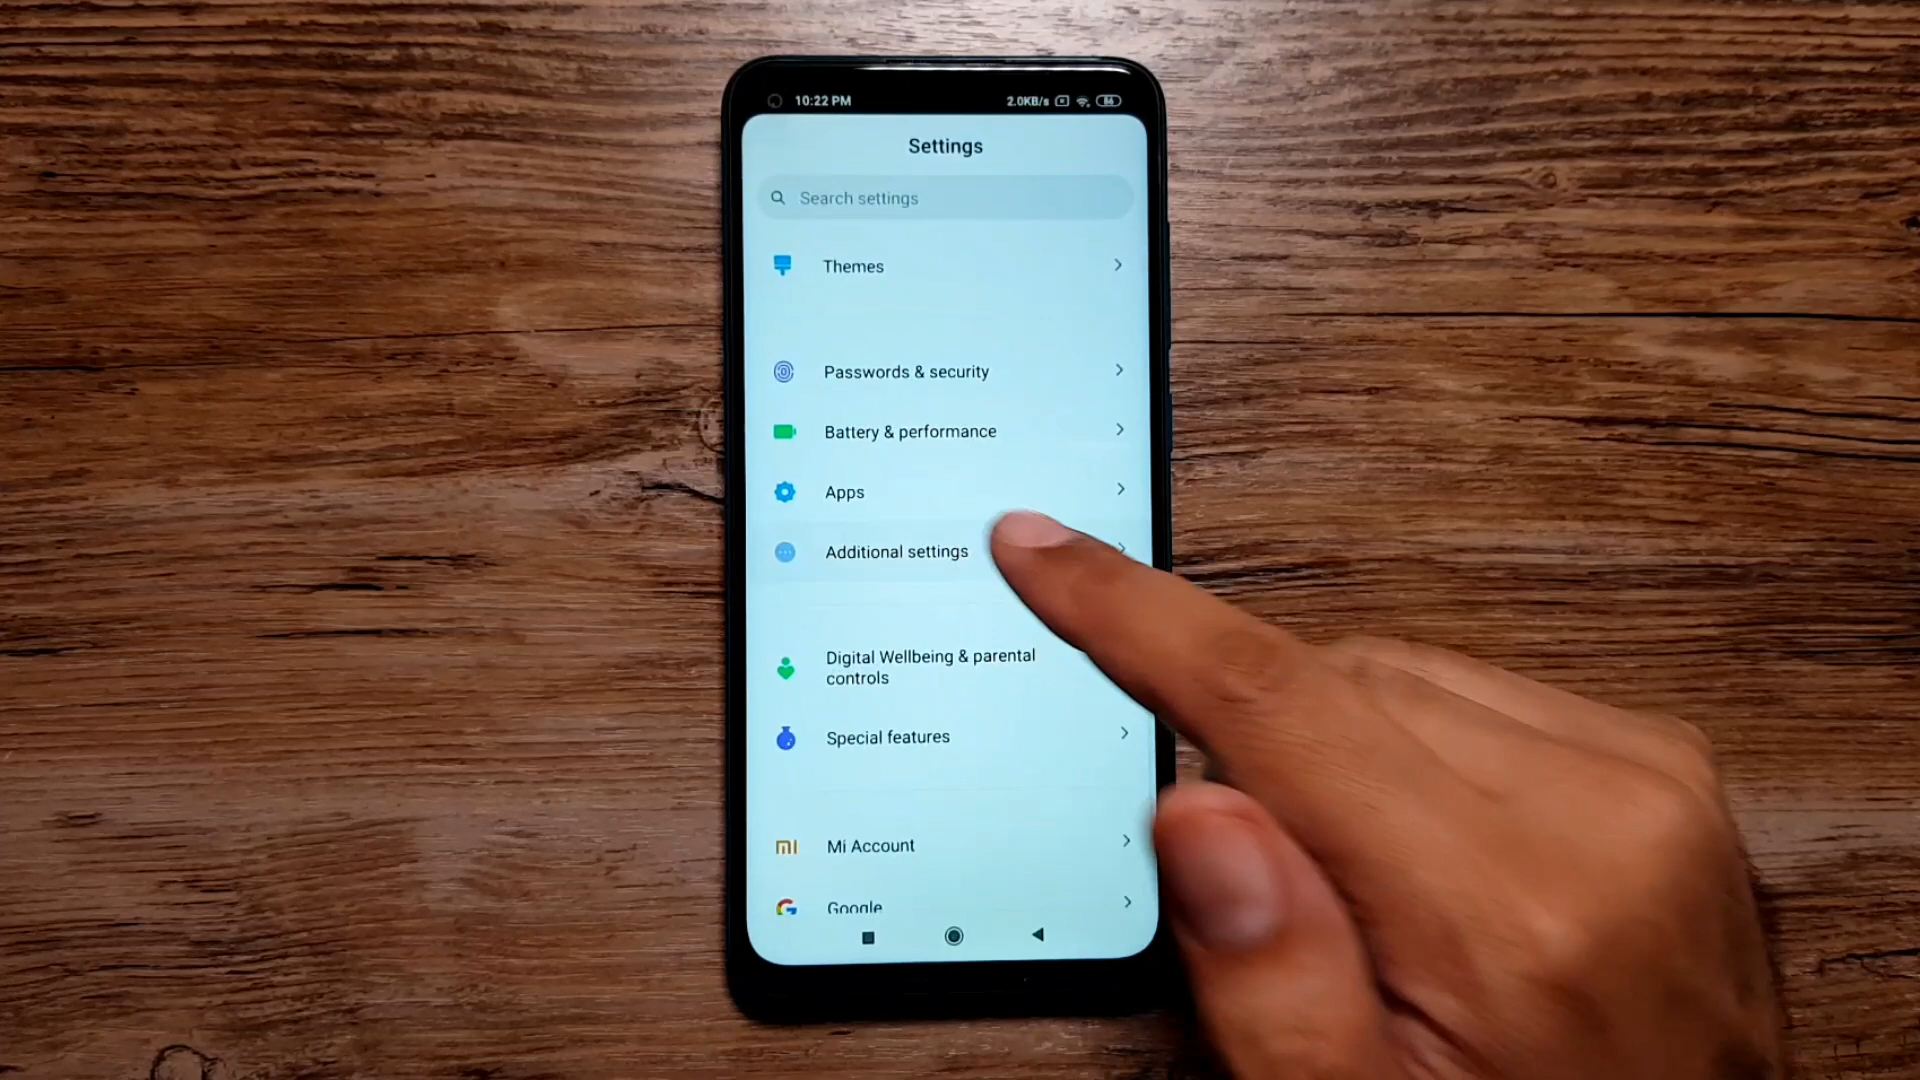 10:22 PM
2.0KB/s
86
Settings
Search settings
Themes
Passwords & security
Battery & performance
Apps
Additional settings
Digital Wellbeing & parental
controls
Special features
Mi Account
Google